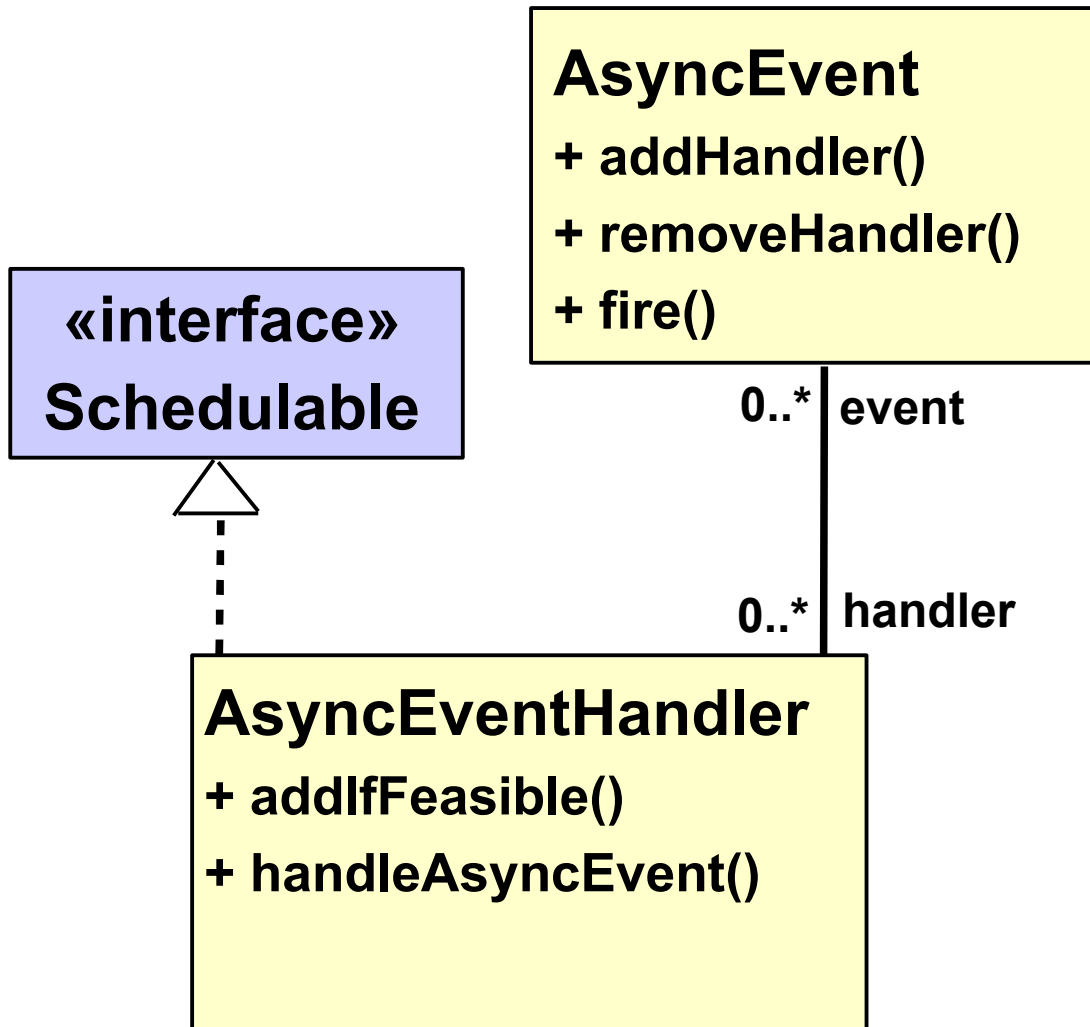 AsyncEvent
+ addHandler()
+ removeHandler()
+ fire()
«interface»
Schedulable
0..* event
0..* handler
AsyncEventHandler
+ addIfFeasible()
+ handleAsyncEvent()